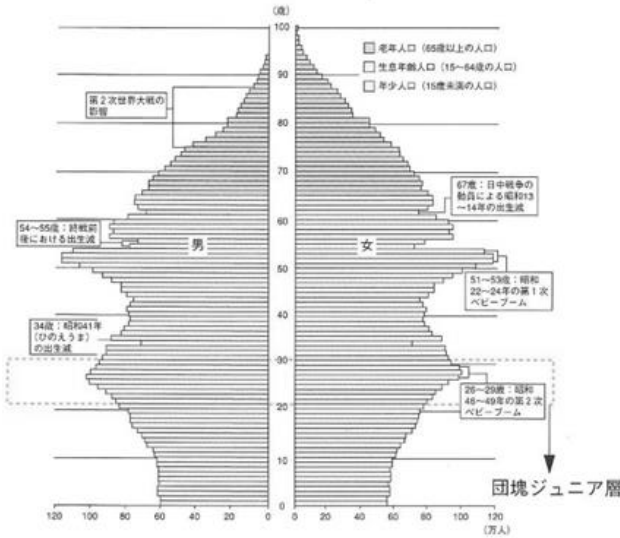 (歳)
100
90
80
70
60
50
40
30
20
10
0
老年人口（65歳以上の人口）
生息年齢人口（15〜64歳の人口）
年少人口（15歳未満の人口）
第2次世界大戦の
影響
67歳：日中戦争の
動員による昭和13
〜14年の出生減
54〜55歳：終戦前
後における出生減
男
女
51〜53歳：昭和
22〜24年の第1次
ベビーブーム
34歳：昭和41年
（ひのえうま）
の出生減
26〜29歳：昭和
46〜49年の第2次
ベビーブーム
団塊ジュニア層
120 100 80 60 40 20 0
0 20 40 60 80 100 120
(万人)